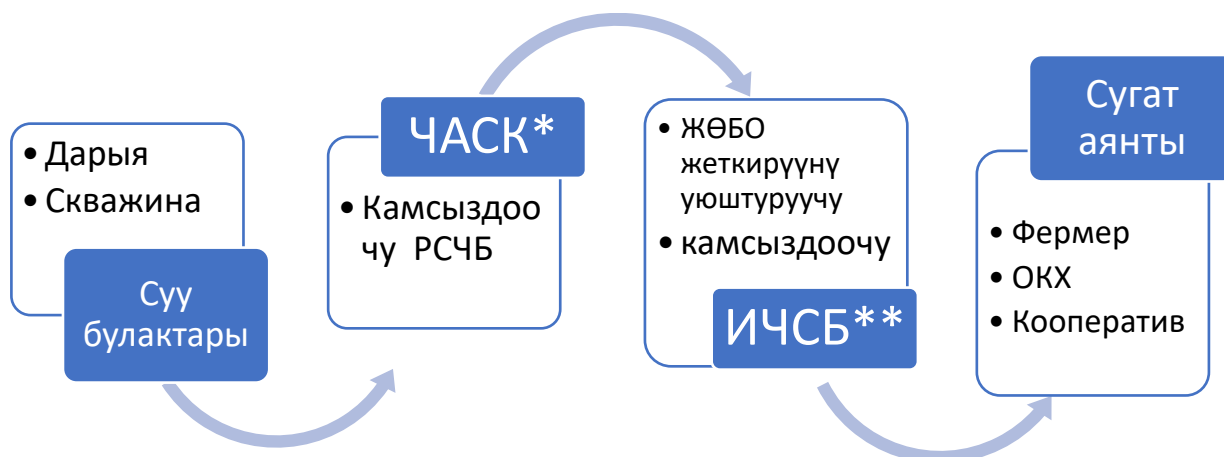 • Дарыя
• Скважина
Суу
булактары
ЧАСК*
• Камсыздоо
чу РСЧБ
• ЖӨБО
жеткирүүнү
уюштуруучу
• камсыздоочу
ИЧСБ**
Сугат
аянты
• Фермер
• ОКХ
• Кооператив